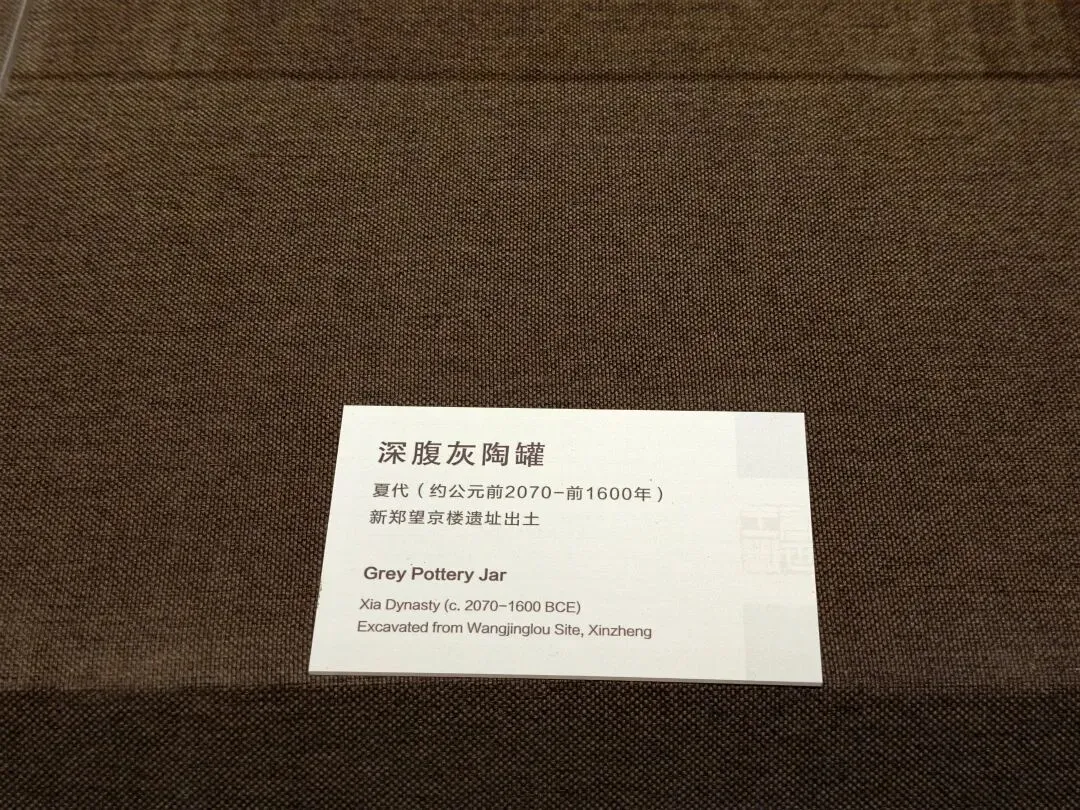 深腹灰陶罐
夏代（约公元前2070-前1600年）
新郑望京楼遗址出土
Grey Pottery Jar
Xia Dynasty (c. 2070-1600 BCE)
Excavated from Wangjinglou Site, Xinzheng